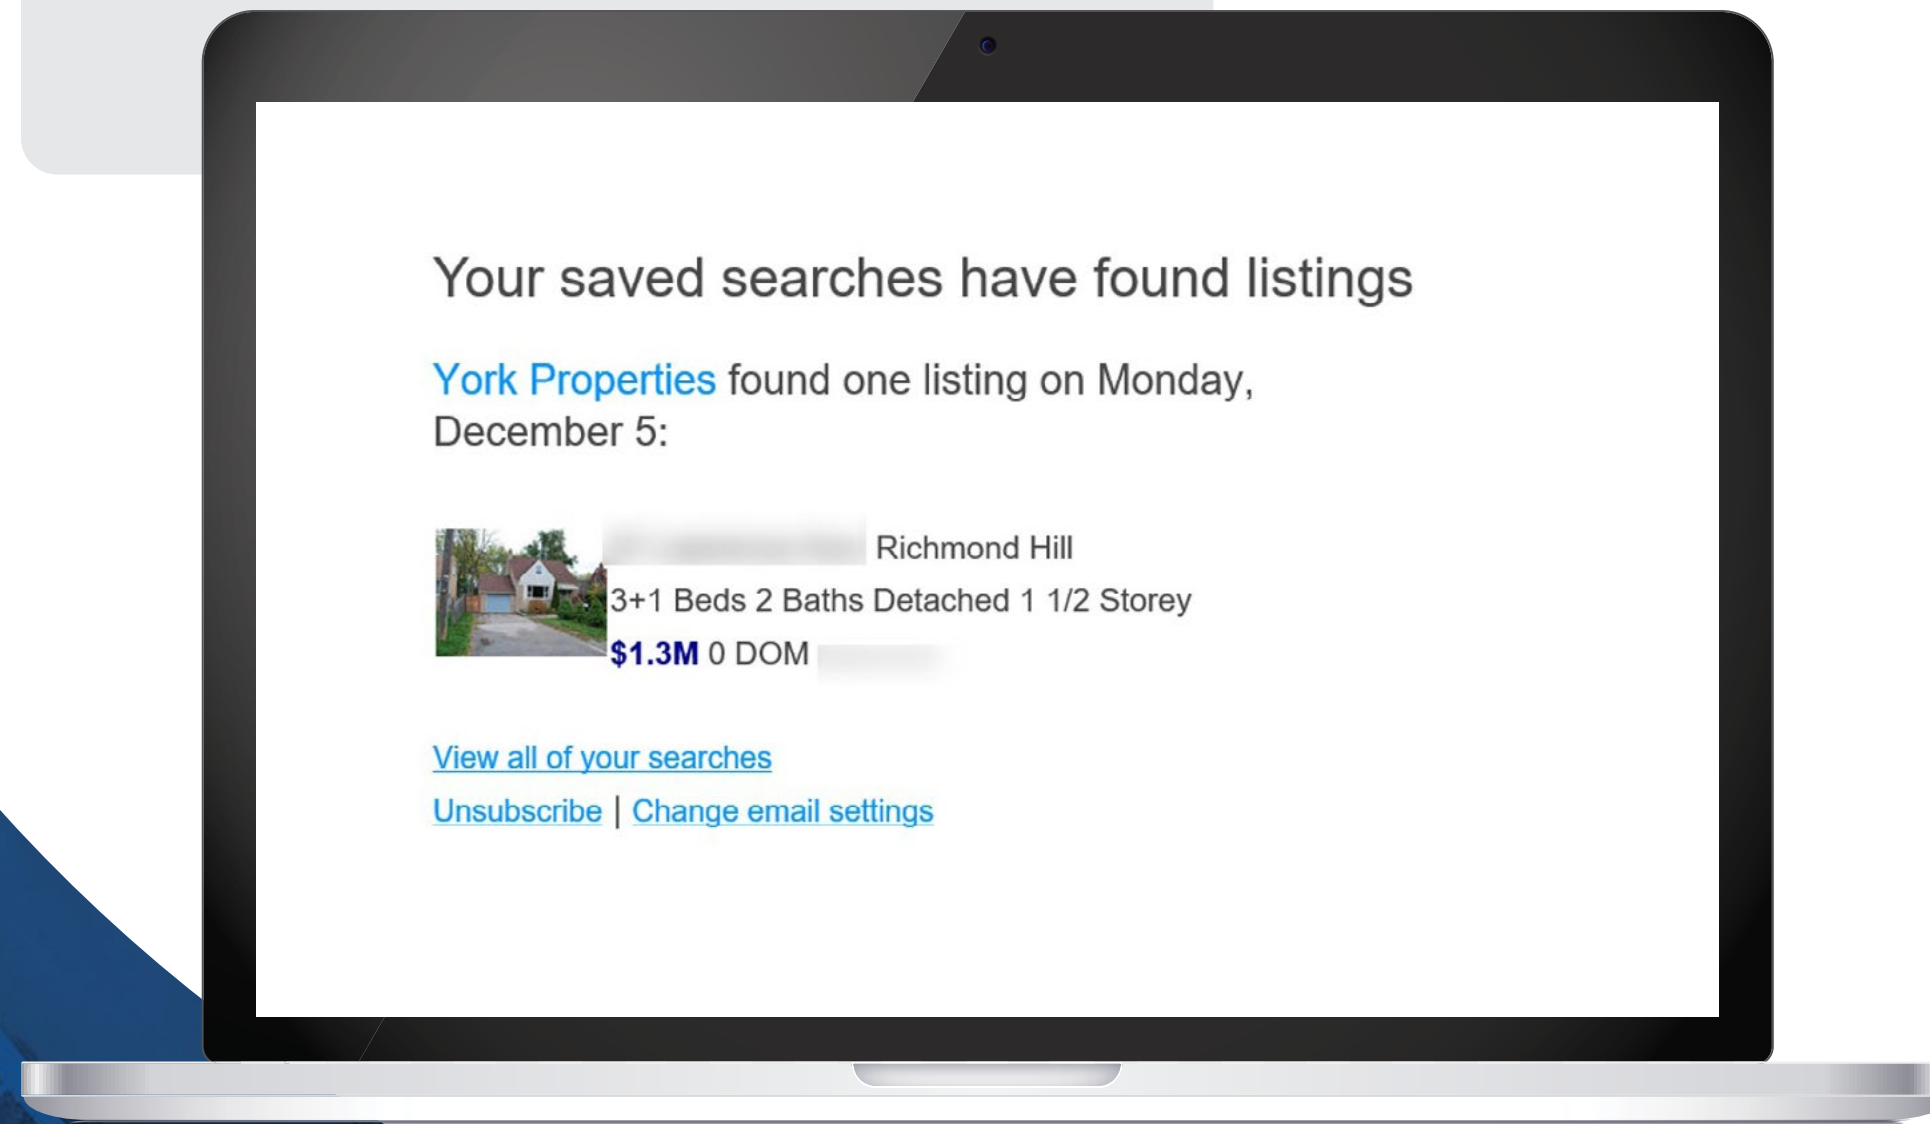 Your saved searches have found listings
York Properties found one listing on Monday,
December 5:
Richmond Hill
3+1 Beds 2 Baths Detached 1 1/2 Storey
$1.3M 0 DOM
View all of your searches
Unsubscribe | Change email settings